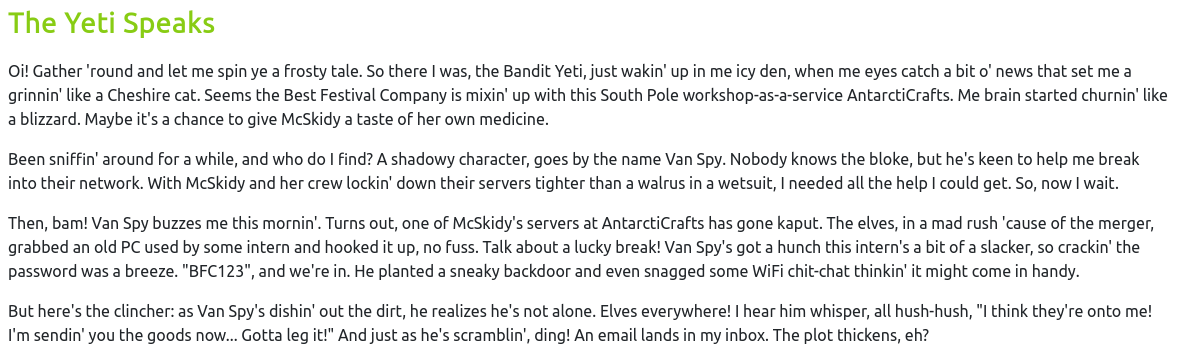 The Yeti Speaks
Oi! Gather 'round and let me spin ye a frosty tale. So there I was, the Bandit Yeti, just wakin' up in me icy den, when me eyes catch a bit o' news that set me a
grinnin' like a Cheshire cat. Seems the Best Festival Company is mixin' up with this South Pole workshop-as-a-service AntarctiCrafts. Me brain started churnin' like
a blizzard. Maybe it's a chance to give McSkidy a taste of her own medicine.
Been sniffin' around for a while, and who do I find? A shadowy character, goes by the name Van Spy. Nobody knows the bloke, but he's keen to help me break
into their network. With McSkidy and her crew lockin' down their servers tighter than a walrus in a wetsuit, I needed all the help I could get. So, now I wait.
Then, bam! Van Spy buzzes me this mornin'. Turns out, one of McSkidy's servers at AntarctiCrafts has gone kaput. The elves, in a mad rush 'cause of the merger,
grabbed an old PC used by some intern and hooked it up, no fuss. Talk about a lucky break! Van Spy's got a hunch this intern's a bit of a slacker, so crackin' the
password was a breeze. "BFC123", and we're in. He planted a sneaky backdoor and even snagged some WiFi chit-chat thinkin' it might come in handy.
But here's the clincher: as Van Spy's dishin' out the dirt, he realizes he's not alone. Elves everywhere! I hear him whisper, all hush-hush, "I think they're onto me!
I'm sendin' you the goods now... Gotta leg it!" And just as he's scramblin', ding! An email lands in my inbox. The plot thickens, eh?